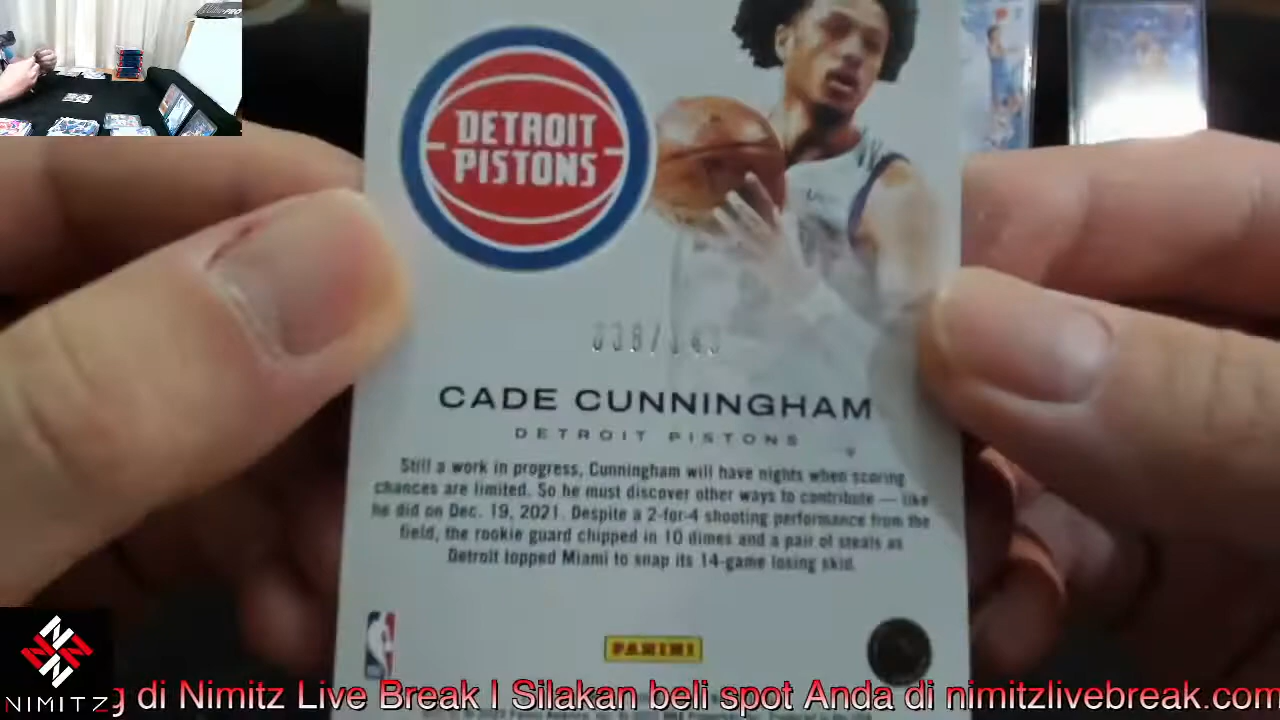 DETROIT
PISTONS
CADE CUNNINGHAM
DETROIT PISTONS
Still a work in progress, Cunningham will have nights when scoring
chances are limited. So he must discover other ways to contribute — like
he did on Dec. 19, 2021. Despite a 2-for-4 shooting performance from the
field, the rookie guard chipped in 10 dimes and a pair of steals as
Detroit topped Miami to snap its 14-game losing skid.
PANINI
NIMITZ
g di Nimitz Live Break I Silakan beli spot Anda di nimitzlivebreak.com